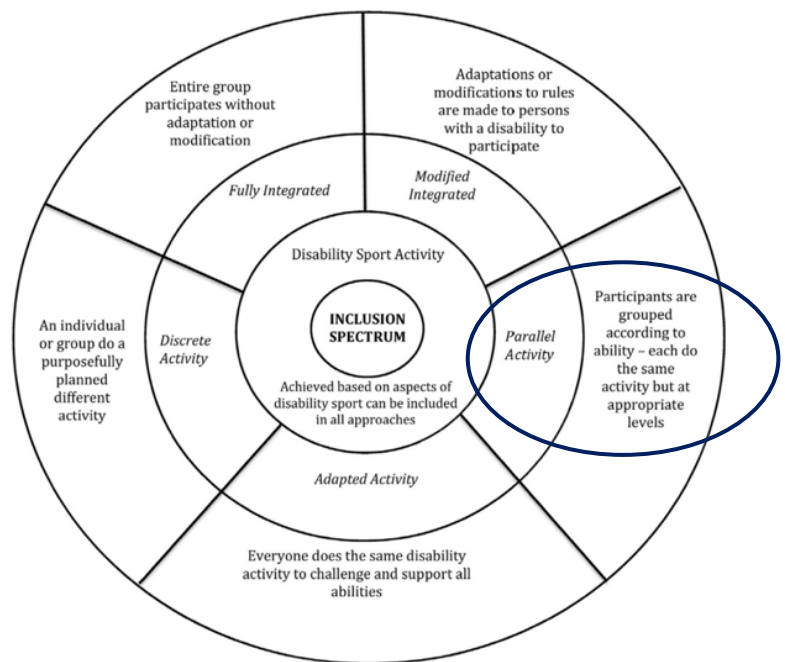 Entire group
participates without
adaptation or
modification
Adaptations or
modifications to rules
are made to persons
with a disability to
participate
Fully Integrated
Modified
Integrated
Disability Sport Activity
INCLUSION
SPECTRUM
Achieved based on aspects of
disability sport can be included
in all approaches
An individual
or group do a
purposefully
planned
different
activity
Discrete
Activity
Parallel
Activity
Participants are
grouped
according to
ability – each do
the same
activity but at
appropriate
levels
Adapted Activity
Everyone does the same disability
activity to challenge and support all
abilities